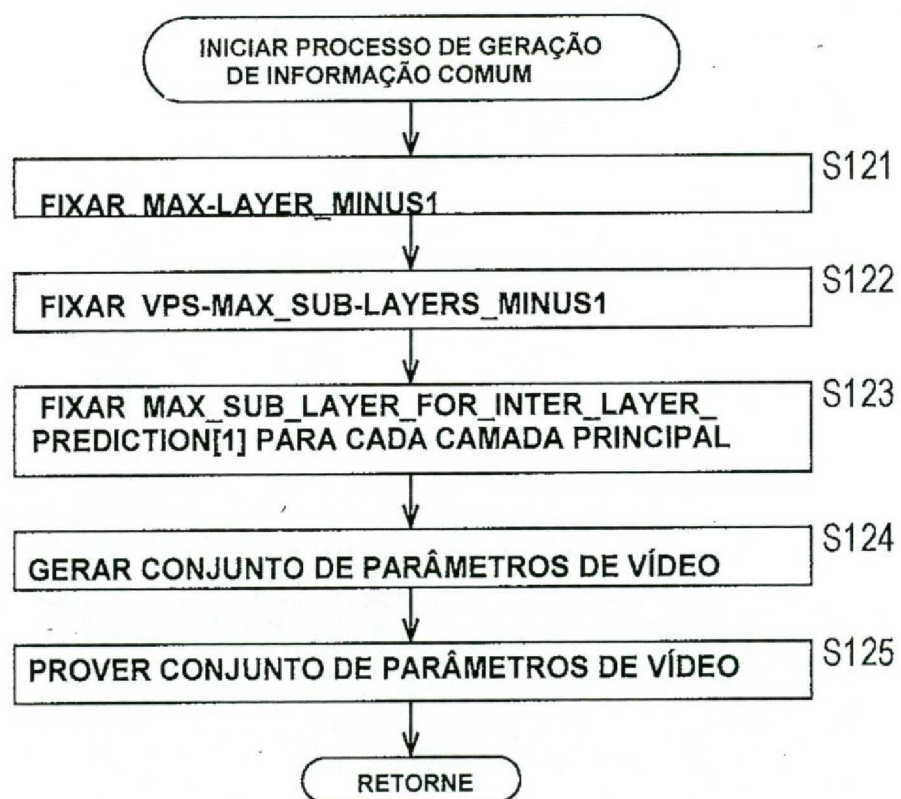 INICIAR PROCESSO DE GERAÇÃO
DE INFORMAÇÃO COMUM
S121
FIXAR MAX-LAYER_MINUS1
S122
FIXAR VPS-MAX_SUB-LAYERS_MINUS1
S123
FIXAR MAX_SUB_LAYER_FOR_INTER_LAYER_
PREDICTION[1] PARA CADA CAMADA PRINCIPAL
S124
GERAR CONJUNTO DE PARÂMETROS DE VÍDEO
S125
PROVER CONJUNTO DE PARÂMETROS DE VÍDEO
RETORNE